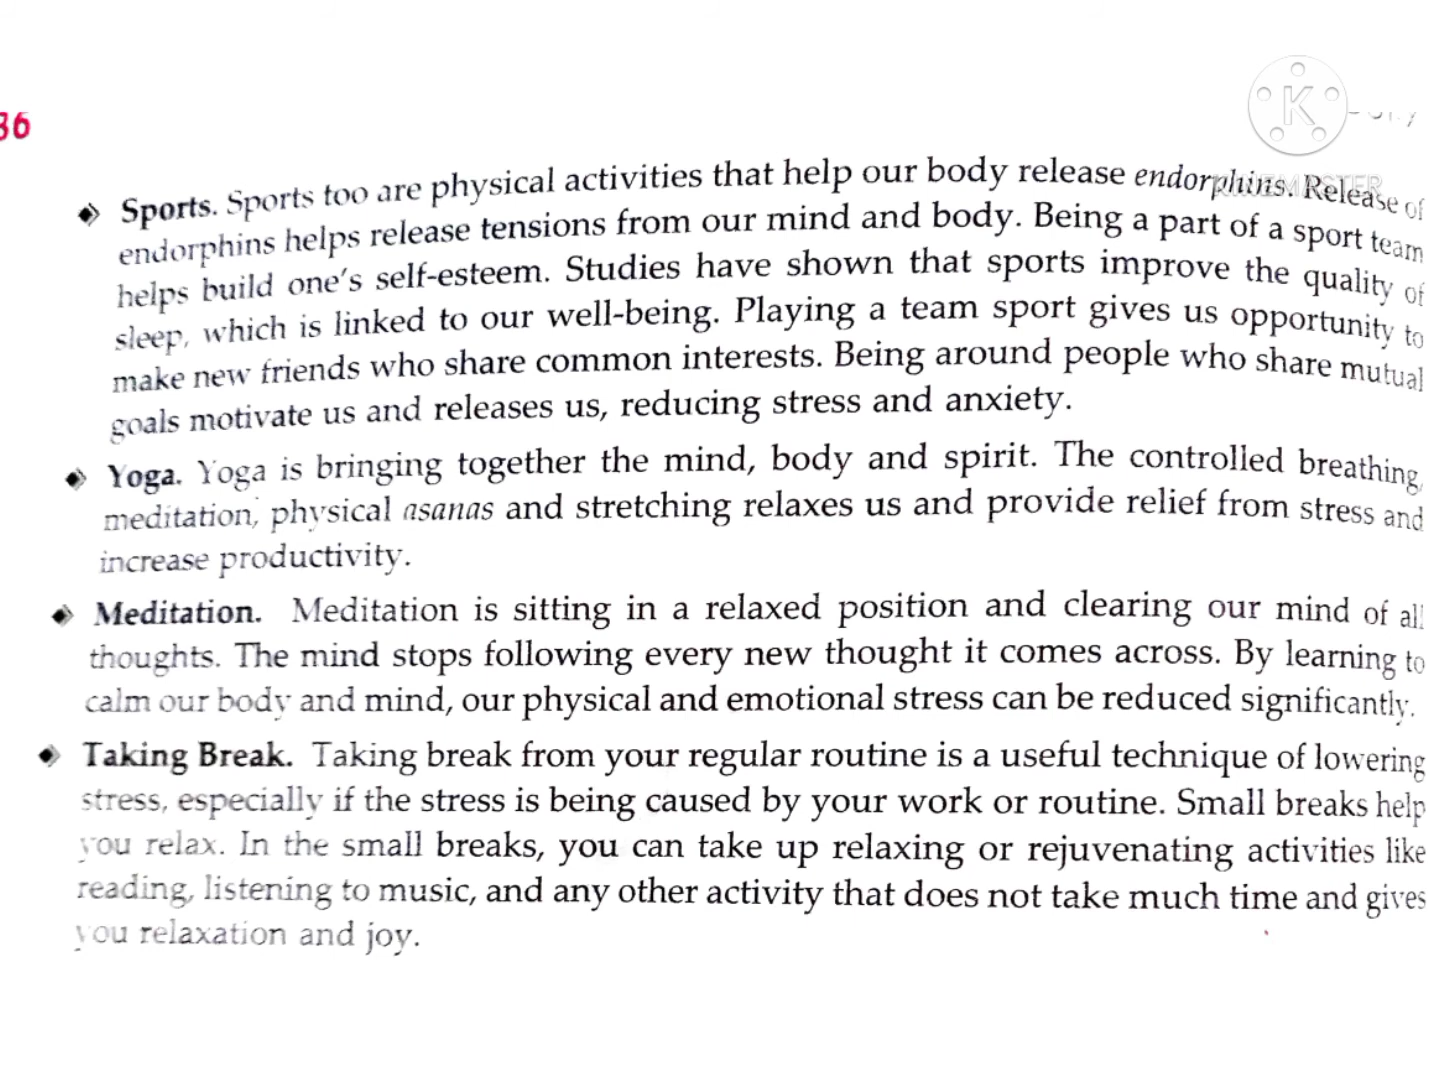 36
K
KINEMASTER
Sports. Sports too are physical activities that help our body release endorphins. Release of
endorphins helps release tensions from our mind and body. Being a part of a sport team
helps build one's self-esteem. Studies have shown that sports improve the quality of
sleep, which is linked to our well-being. Playing a team sport gives us opportunity to
make new friends who share common interests. Being around people who share mutual
goals motivate us and releases us, reducing stress and anxiety.
Yoga. Yoga is bringing together the mind, body and spirit. The controlled breathing,
meditation, physical asanas and stretching relaxes us and provide relief from stress and
increase productivity.
Meditation. Meditation is sitting in a relaxed position and clearing our mind of all
thoughts. The mind stops following every new thought it comes across. By learning to
calm our body and mind, our physical and emotional stress can be reduced significantly.
Taking Break. Taking break from your regular routine is a useful technique of lowering
stress, especially if the stress is being caused by your work or routine. Small breaks help
you relax. In the small breaks, you can take up relaxing or rejuvenating activities like
reading, listening to music, and any other activity that does not take much time and gives
you relaxation and joy.